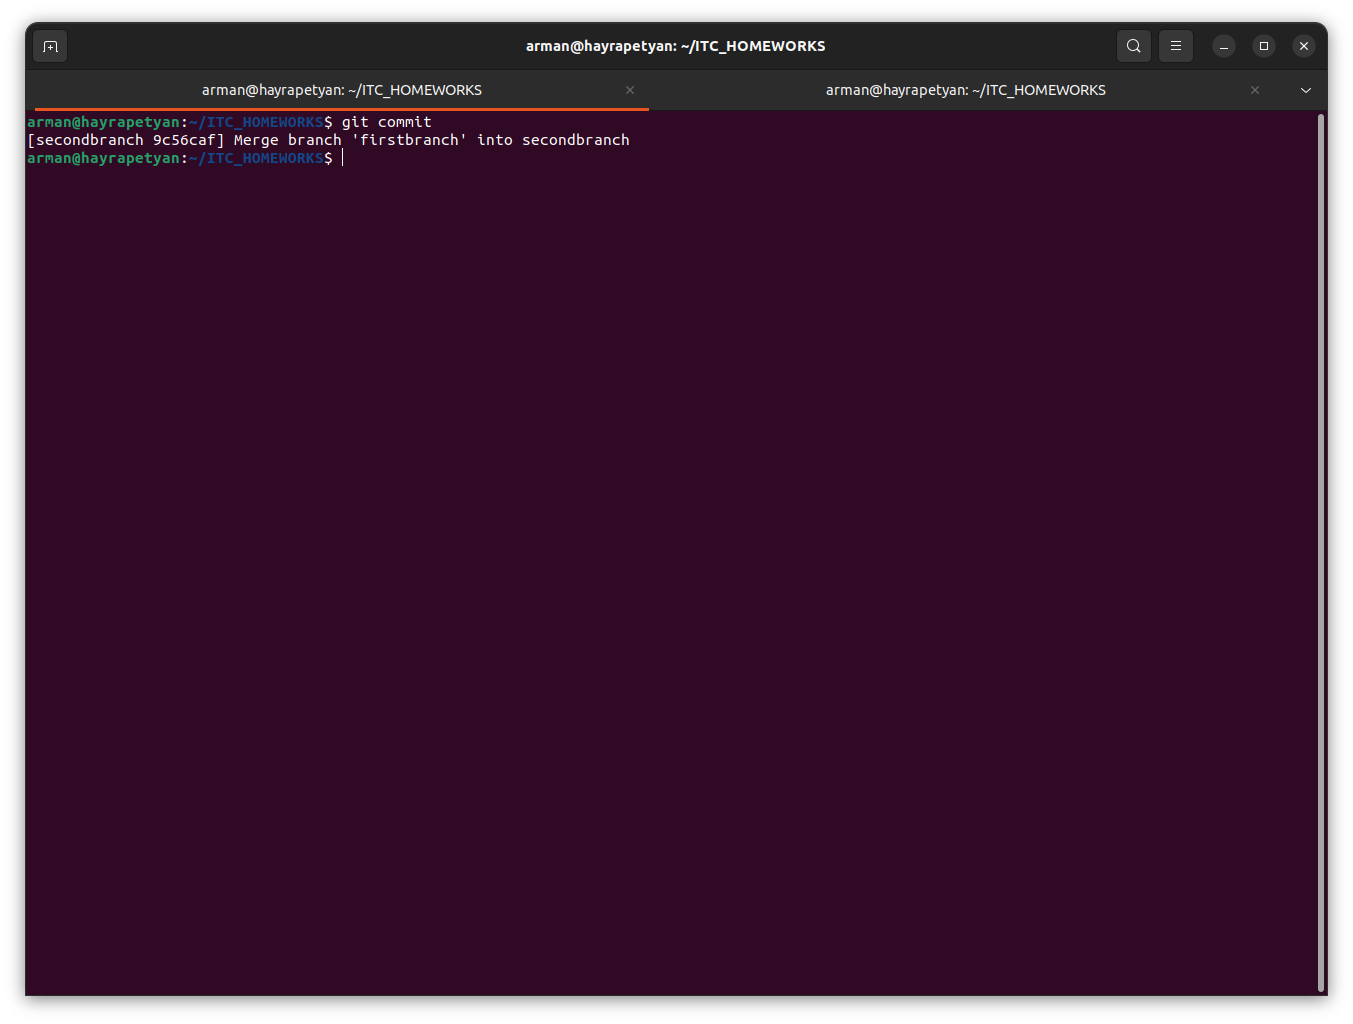 arman@hayrapetyan: ~/ITC_HOMEWORKS
arman@hayrapetyan: ~/ITC_HOMEWORKS
arman@hayrapetyan: ~/ITC_HOMEWORKS
arman@hayrapetyan:~/ITC_HOMEWORKS$ git commit
[secondbranch 9c56caf] Merge branch 'firstbranch' into secondbranch
arman@hayrapetyan:~/ITC_HOMEWORKS$